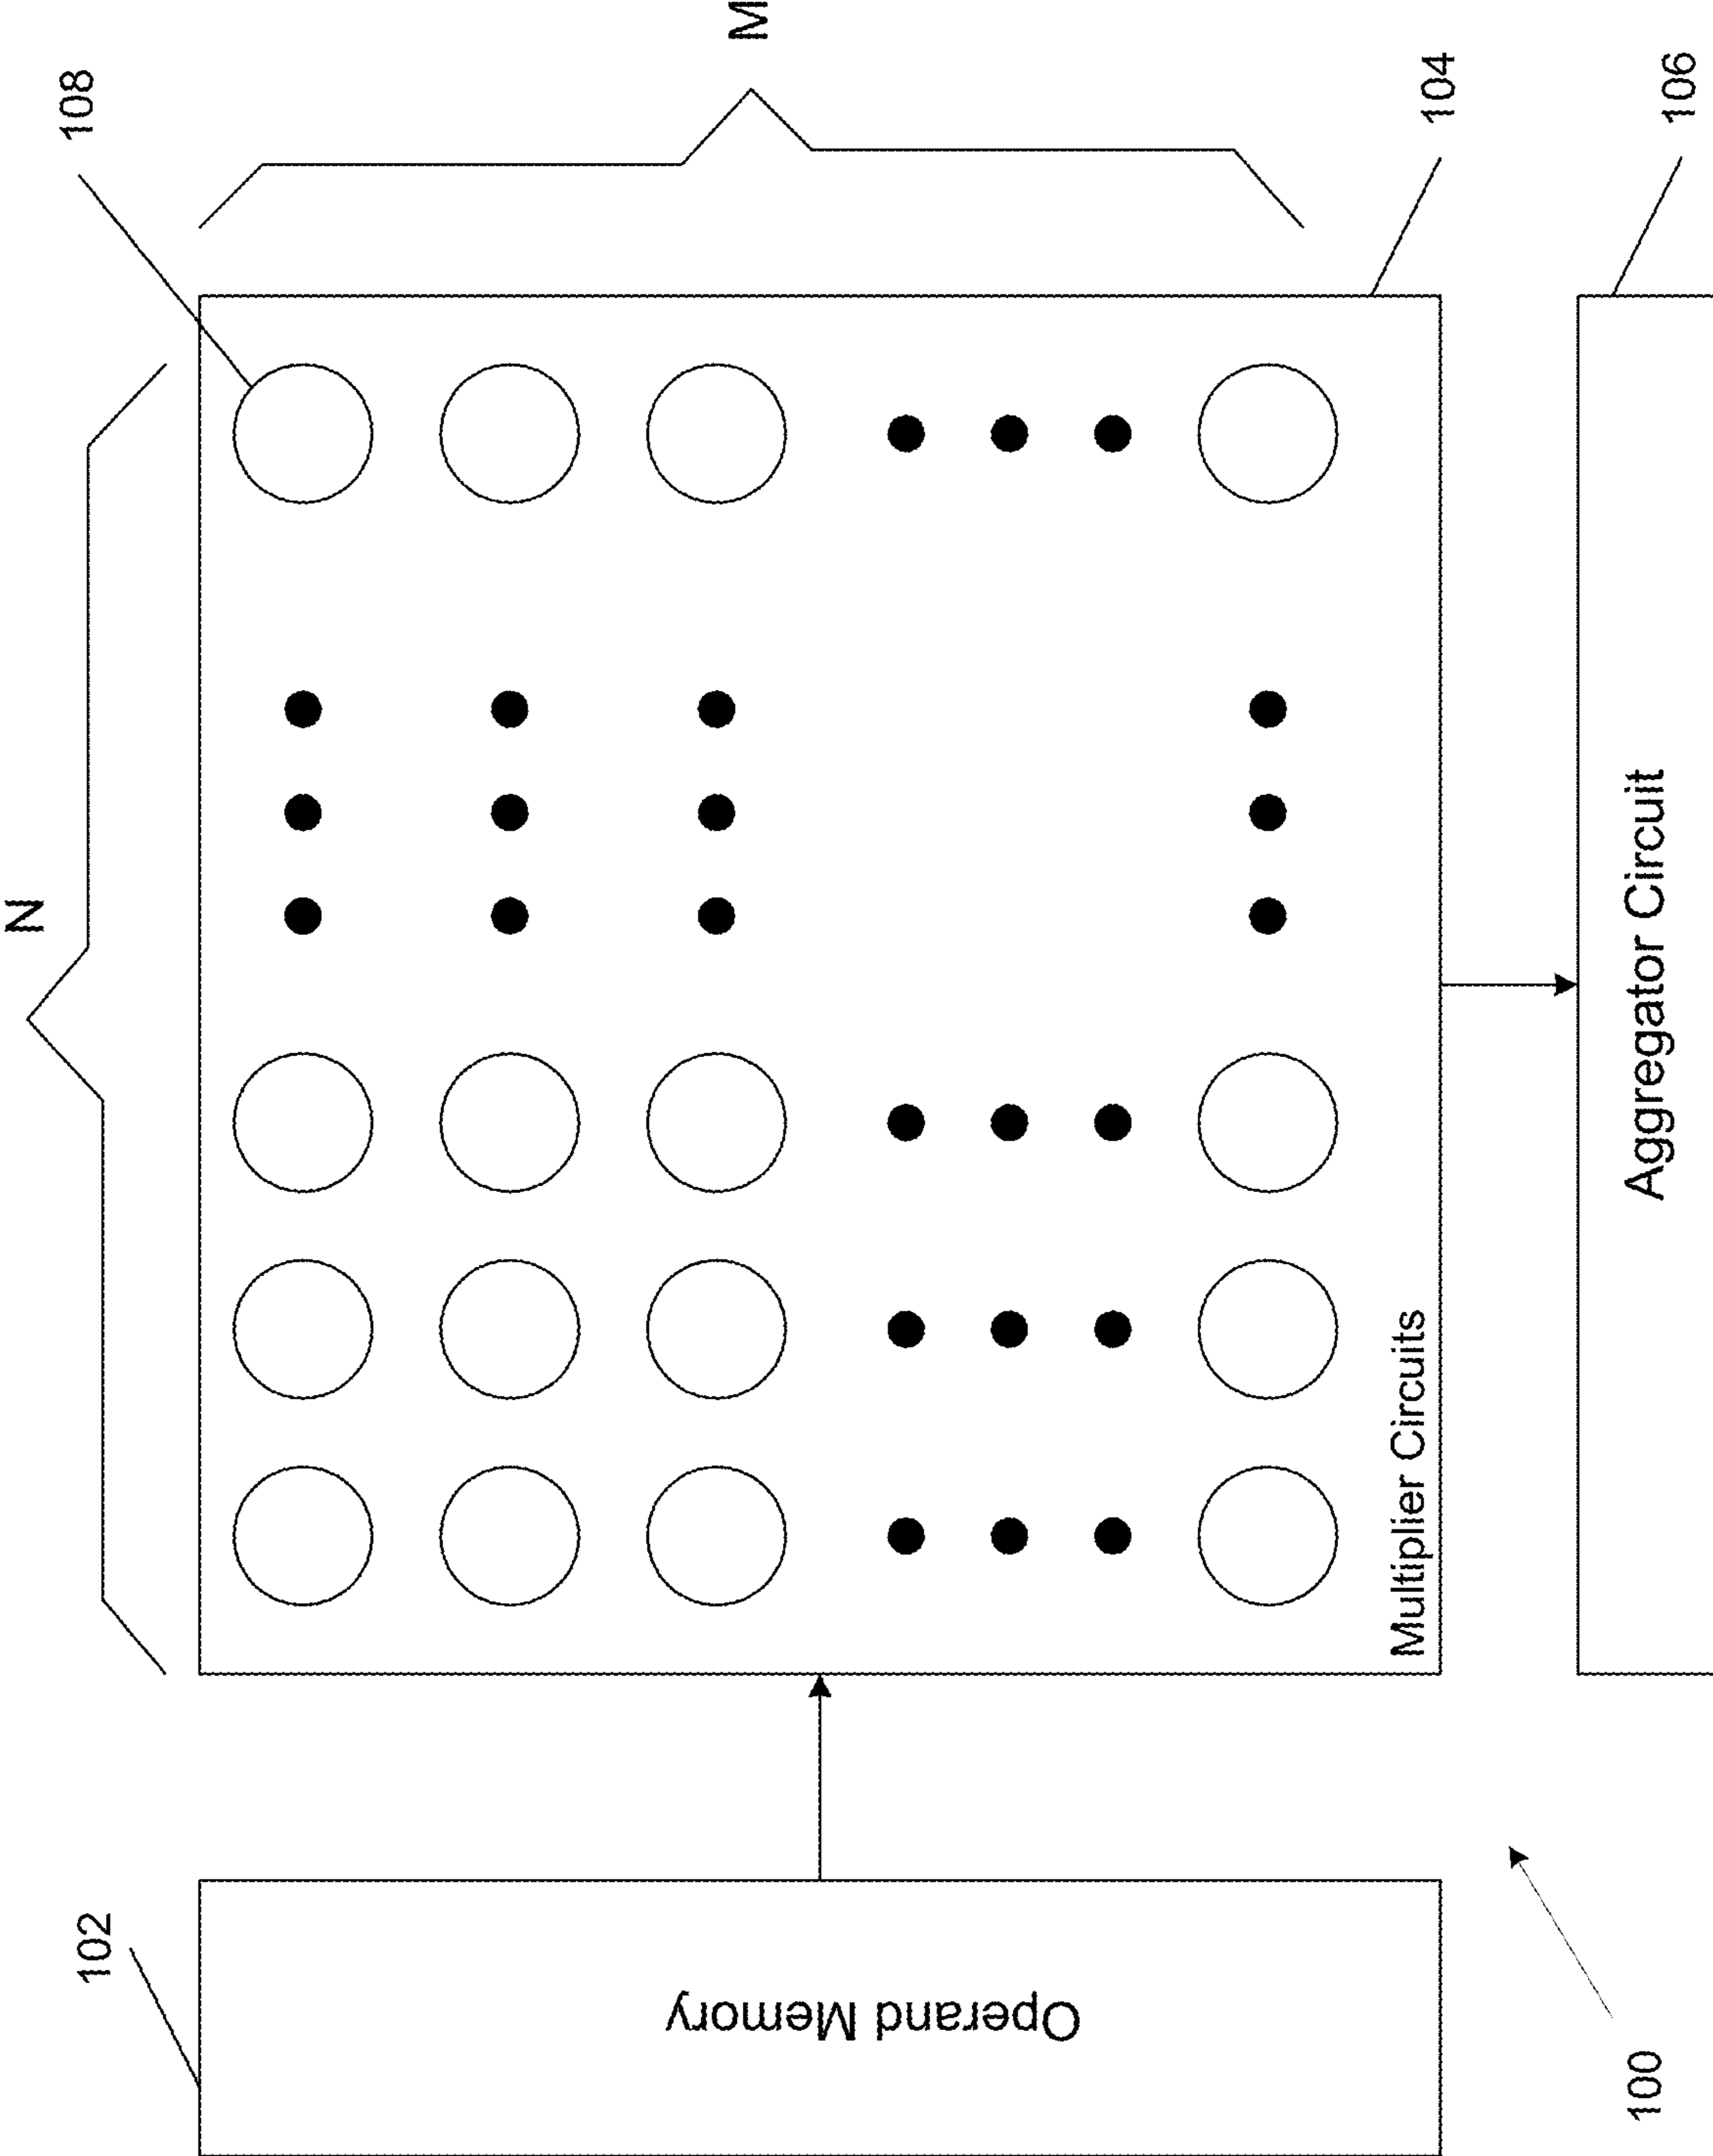 N
108
M
102
Operand Memory
Multiplier Circuits
104
Aggregator Circuit
106
100